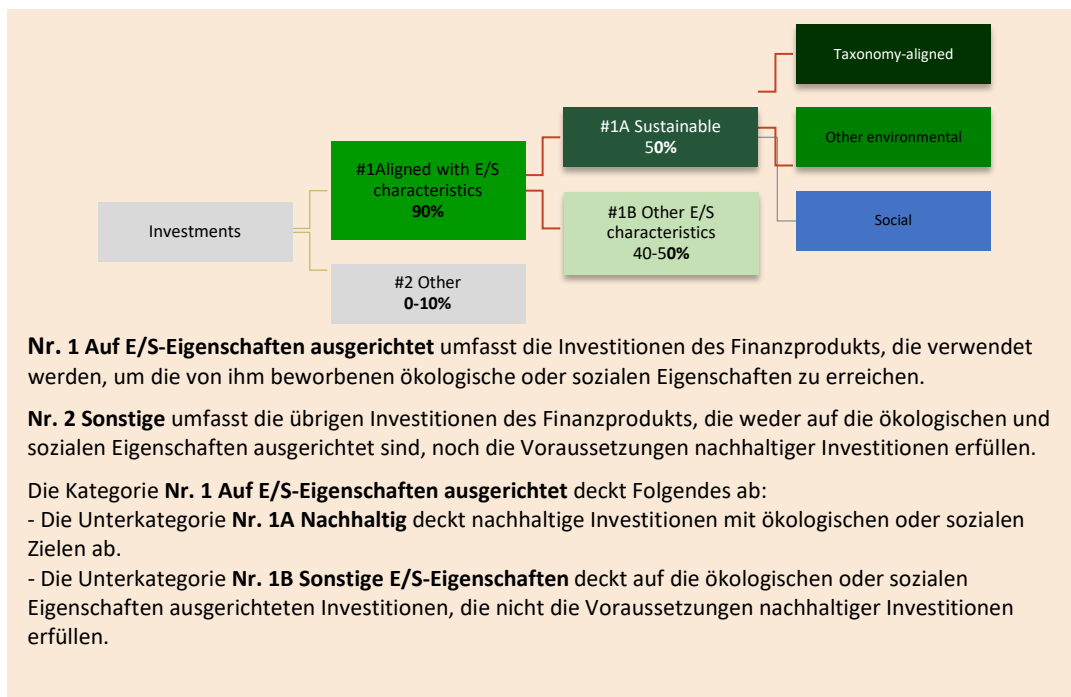 Taxonomy-aligned
#1A Sustainable
50%
Other environmental
#1Aligned with E/S
characteristics
90%
#1B Other E/S
characteristics
40-50%
Social
Investments
#2 Other
0-10%
Nr. 1 Auf E/S-Eigenschaften ausgerichtet umfasst die Investitionen des Finanzprodukts, die verwendet
werden, um die von ihm beworbenen ökologische oder sozialen Eigenschaften zu erreichen.
Nr. 2 Sonstige umfasst die übrigen Investitionen des Finanzprodukts, die weder auf die ökologischen und
sozialen Eigenschaften ausgerichtet sind, noch die Voraussetzungen nachhaltiger Investitionen erfüllen.
Die Kategorie Nr. 1 Auf E/S-Eigenschaften ausgerichtet deckt Folgendes ab:
- Die Unterkategorie Nr. 1A Nachhaltig deckt nachhaltige Investitionen mit ökologischen oder sozialen
Zielen ab.
- Die Unterkategorie Nr. 1B Sonstige E/S-Eigenschaften deckt auf die ökologischen oder sozialen
Eigenschaften ausgerichteten Investitionen, die nicht die Voraussetzungen nachhaltiger Investitionen
erfüllen.